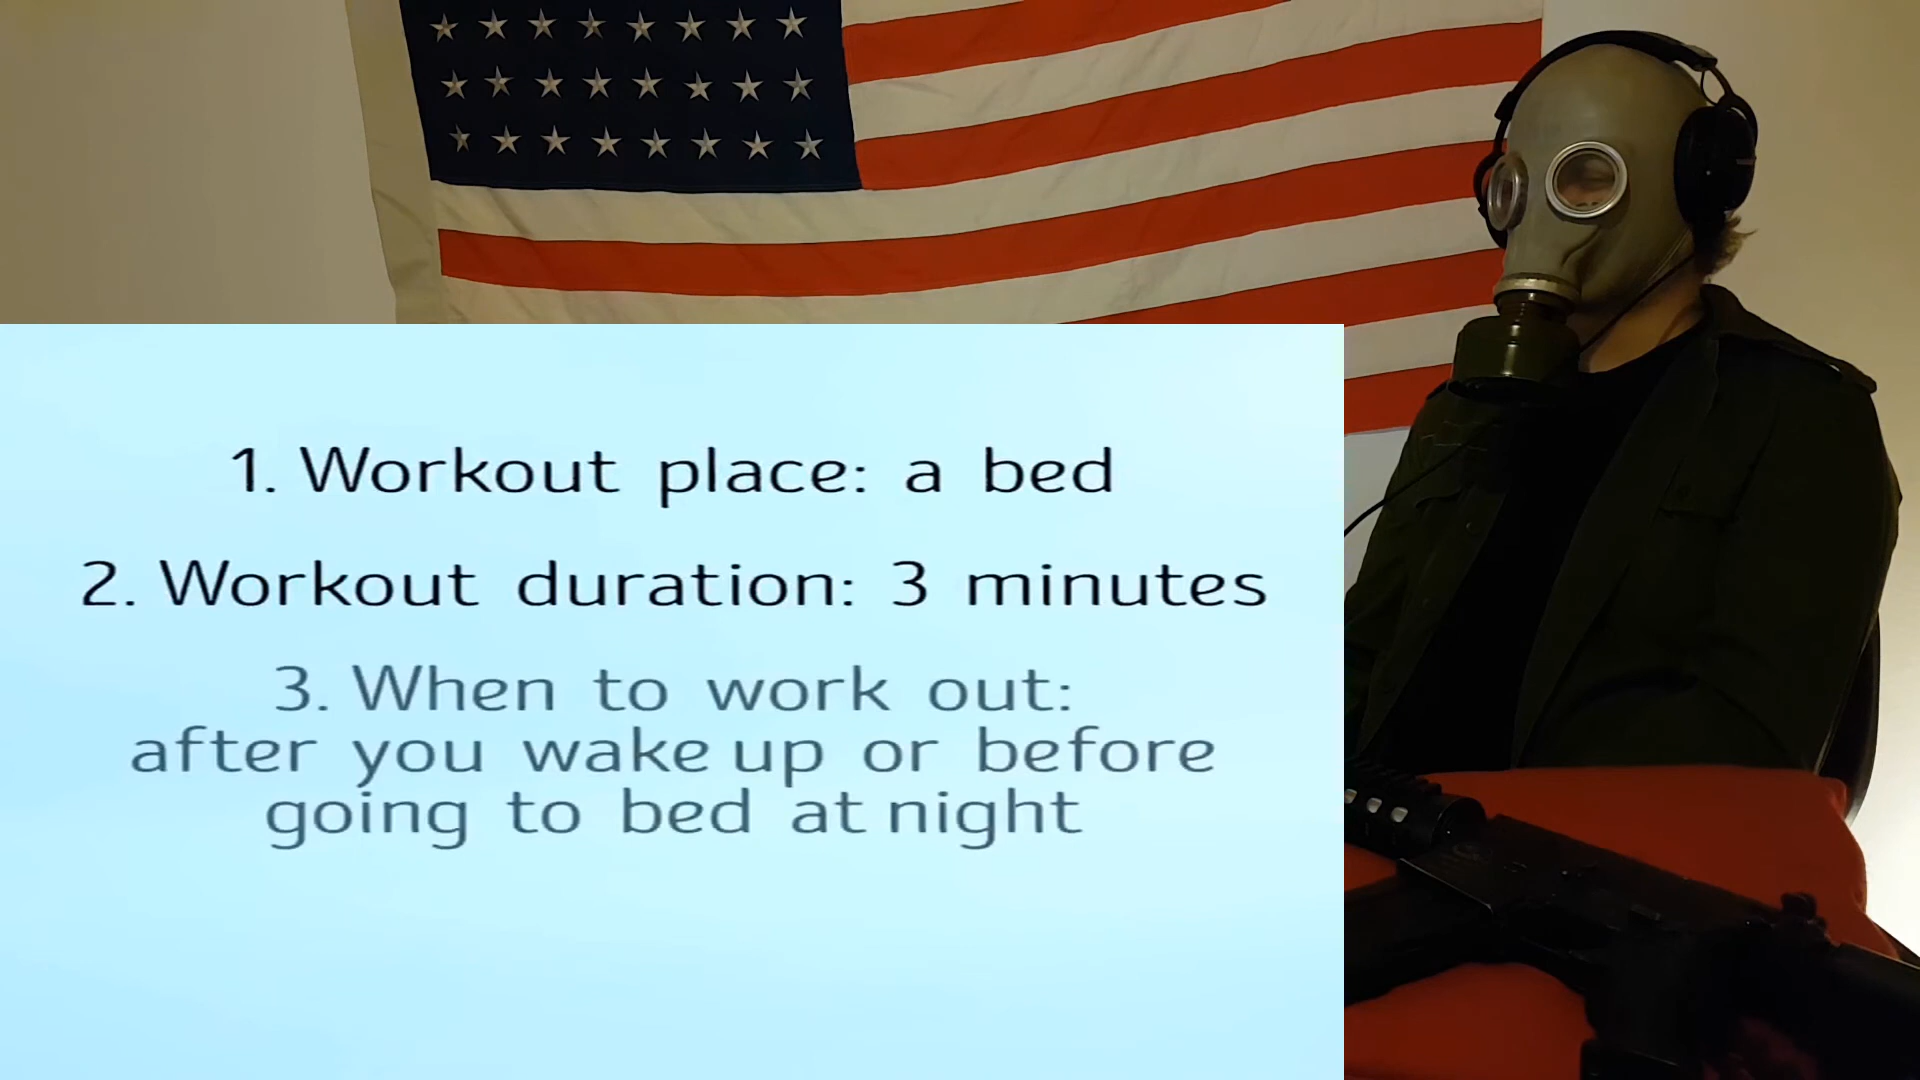 1. Workout place: a bed
2. Workout duration: 3 minutes
3. When to work out:
after you wake up or before
going to bed at night